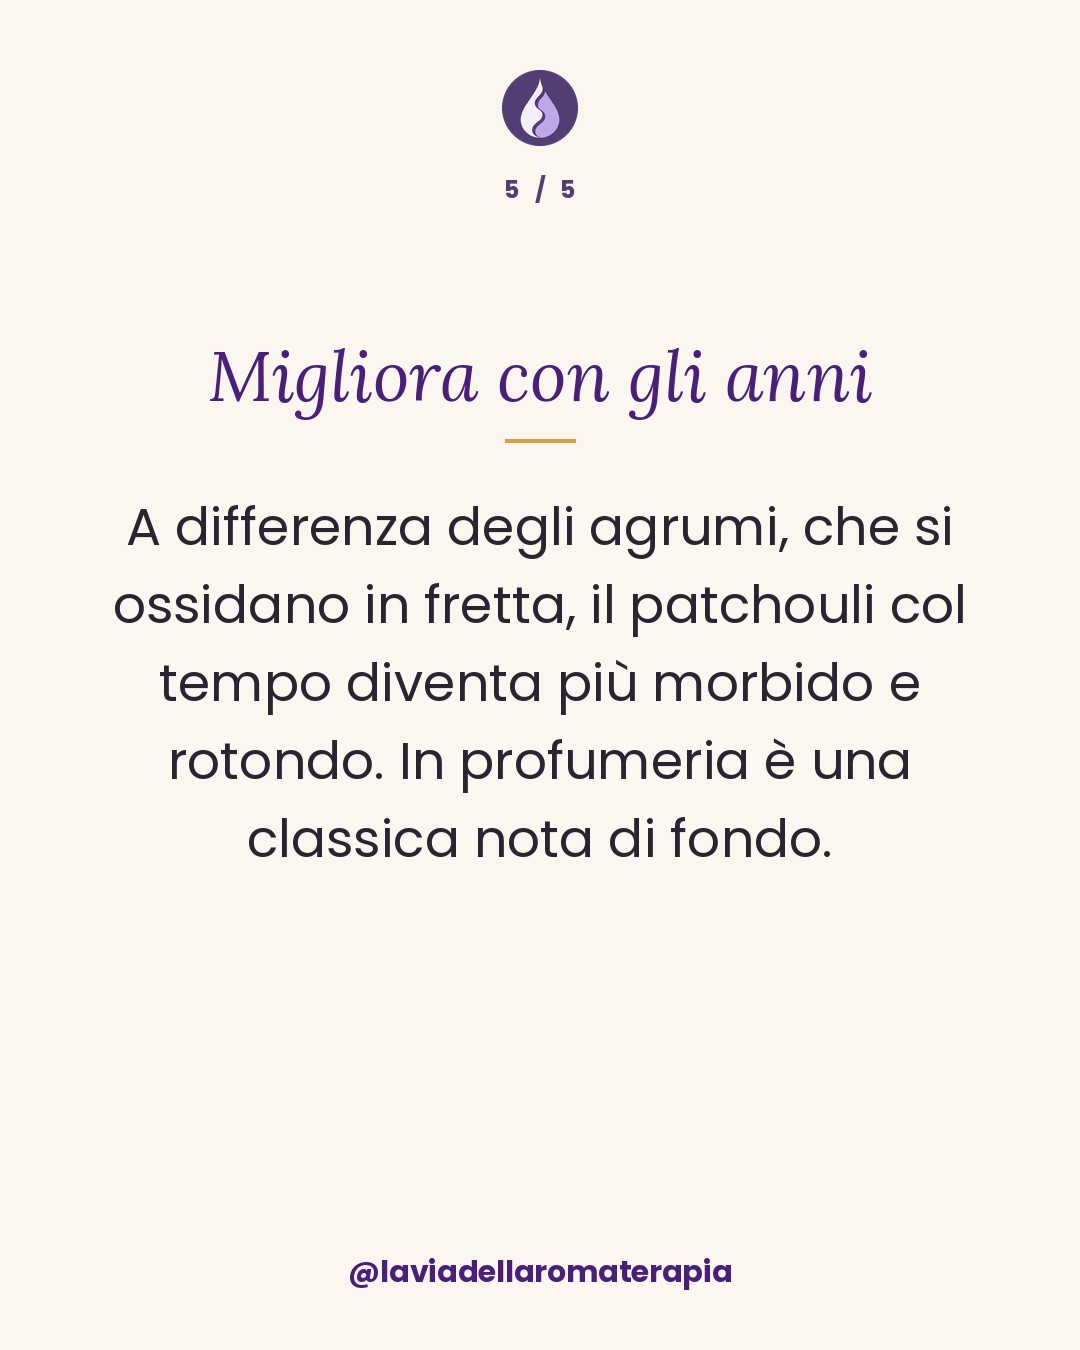 5 / 5
Migliora con gli anni
A differenza degli agrumi, che si
ossidano in fretta, il patchouli col
tempo diventa più morbido e
rotondo. In profumeria è una
classica nota di fondo.
@laviadellaromaterapia